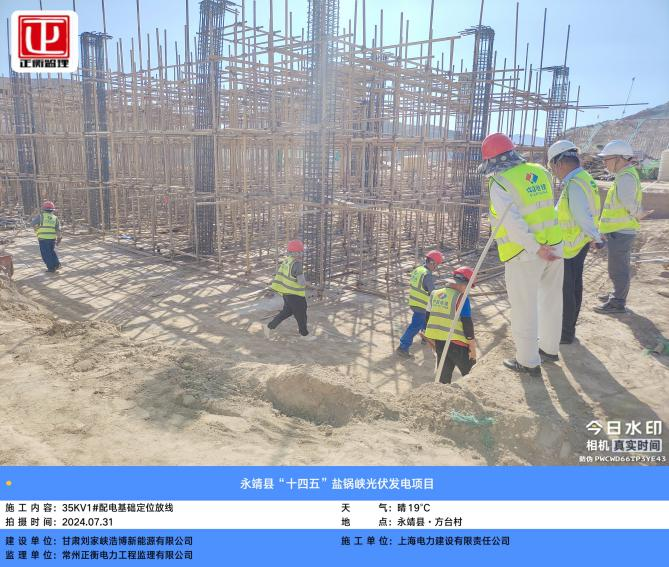 正衡监理
今日水印
相机 真实时间
防伪 PWCWD66TP3YE43
永靖县“十四五”盐锅峡光伏发电项目
施工内容：35KV1#配电基础定位放线 天 气：晴19℃
拍摄时间：2024.07.31 地 点：永靖县·方台村
建设单位：甘肃刘家峡浩博新能源有限公司 施工单位：上海电力建设有限责任公司
监理单位：常州正衡电力工程监理有限公司